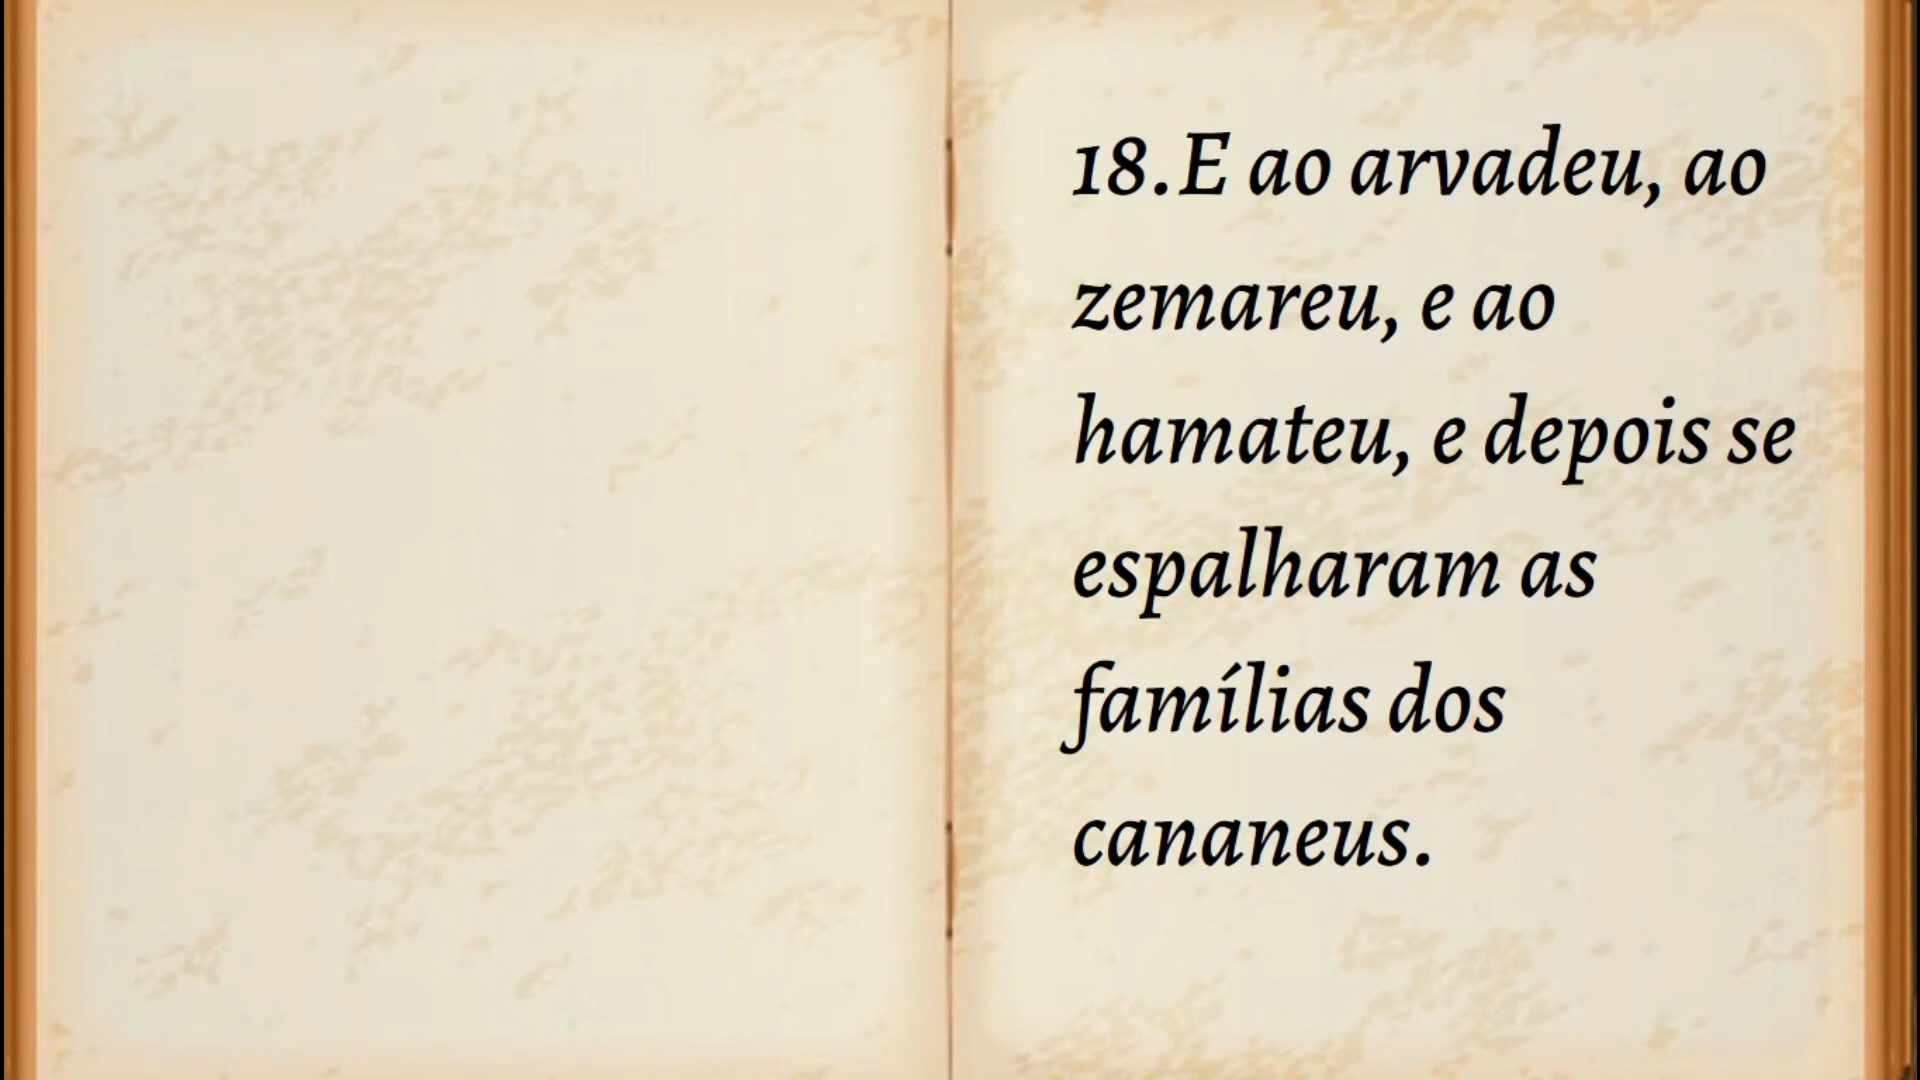 18.E ao arvadeu, ao
zemareu, e ao
hamateu, e depois se
espalharam as
famílias dos
cananeus.